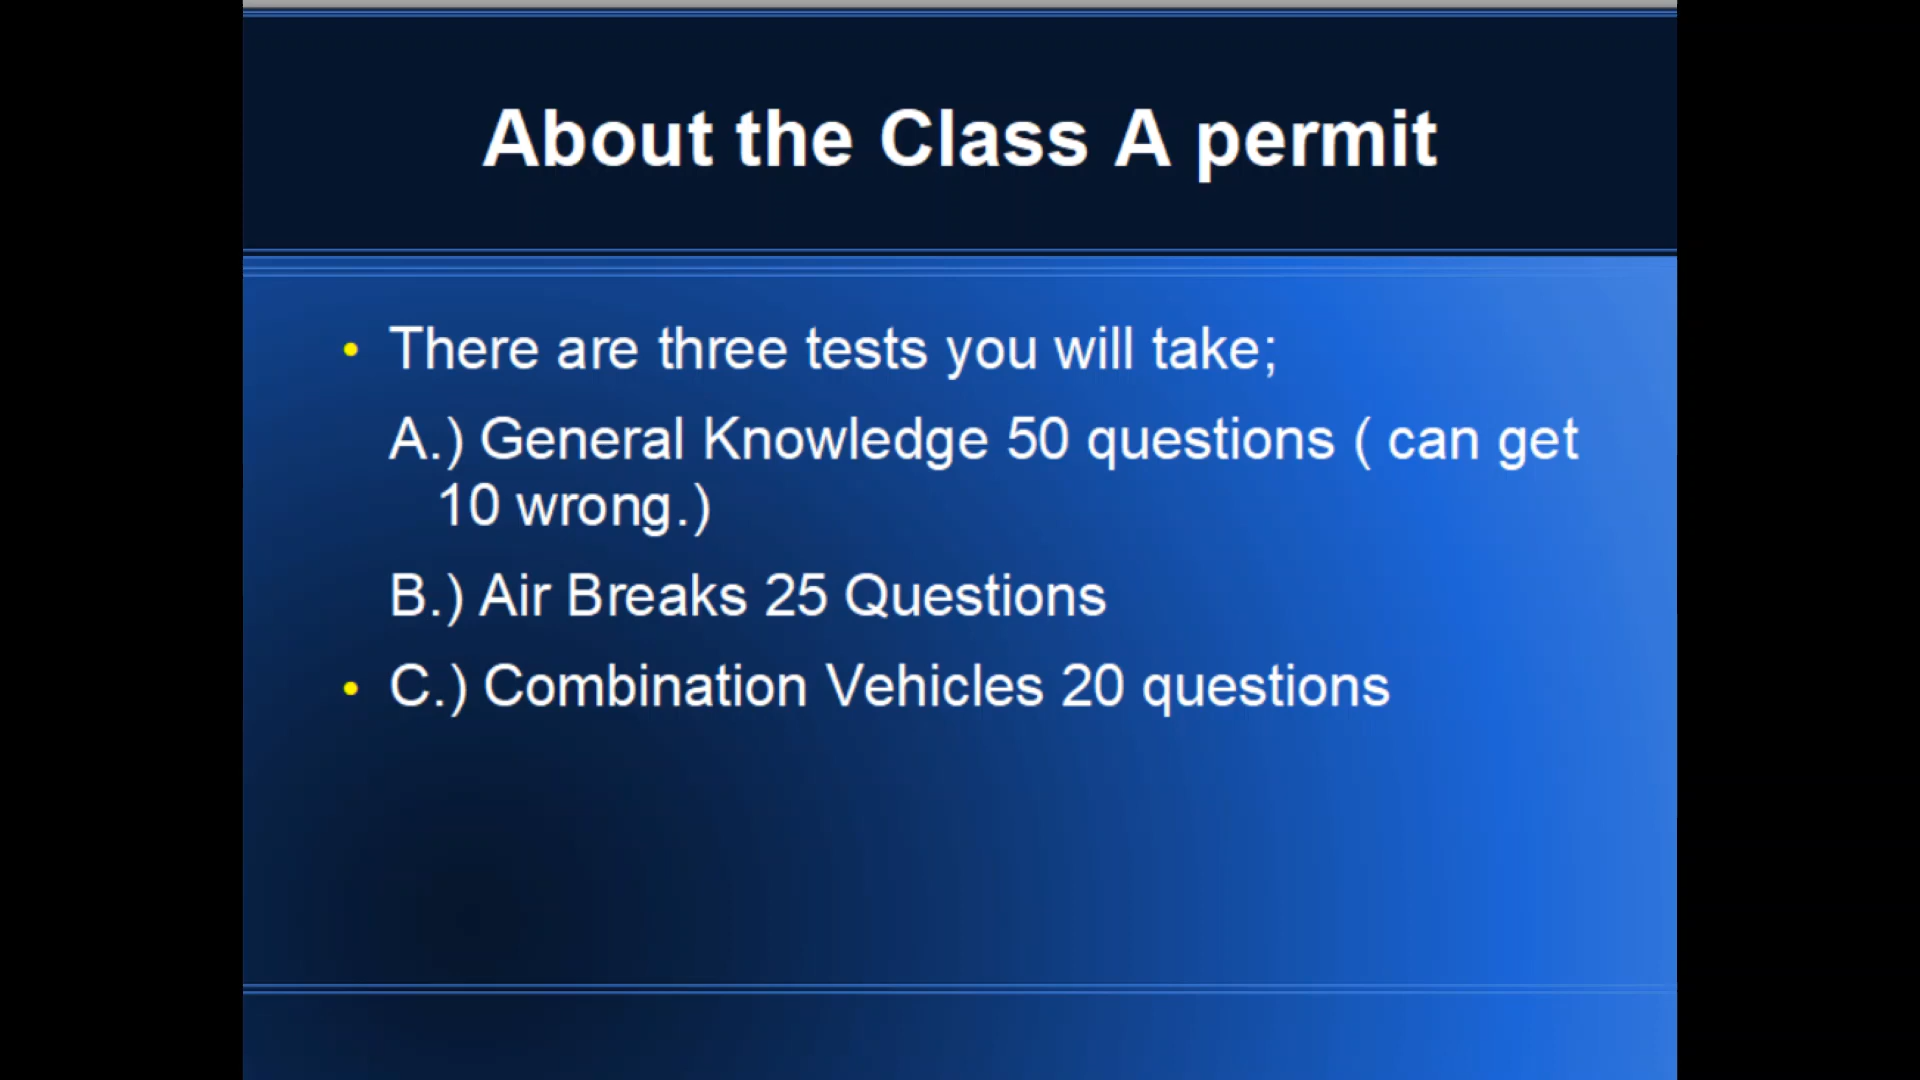 About the Class A permit
• There are three tests you will take;
A.) General Knowledge 50 questions ( can get
10 wrong.)
B.) Air Breaks 25 Questions
• C.) Combination Vehicles 20 questions